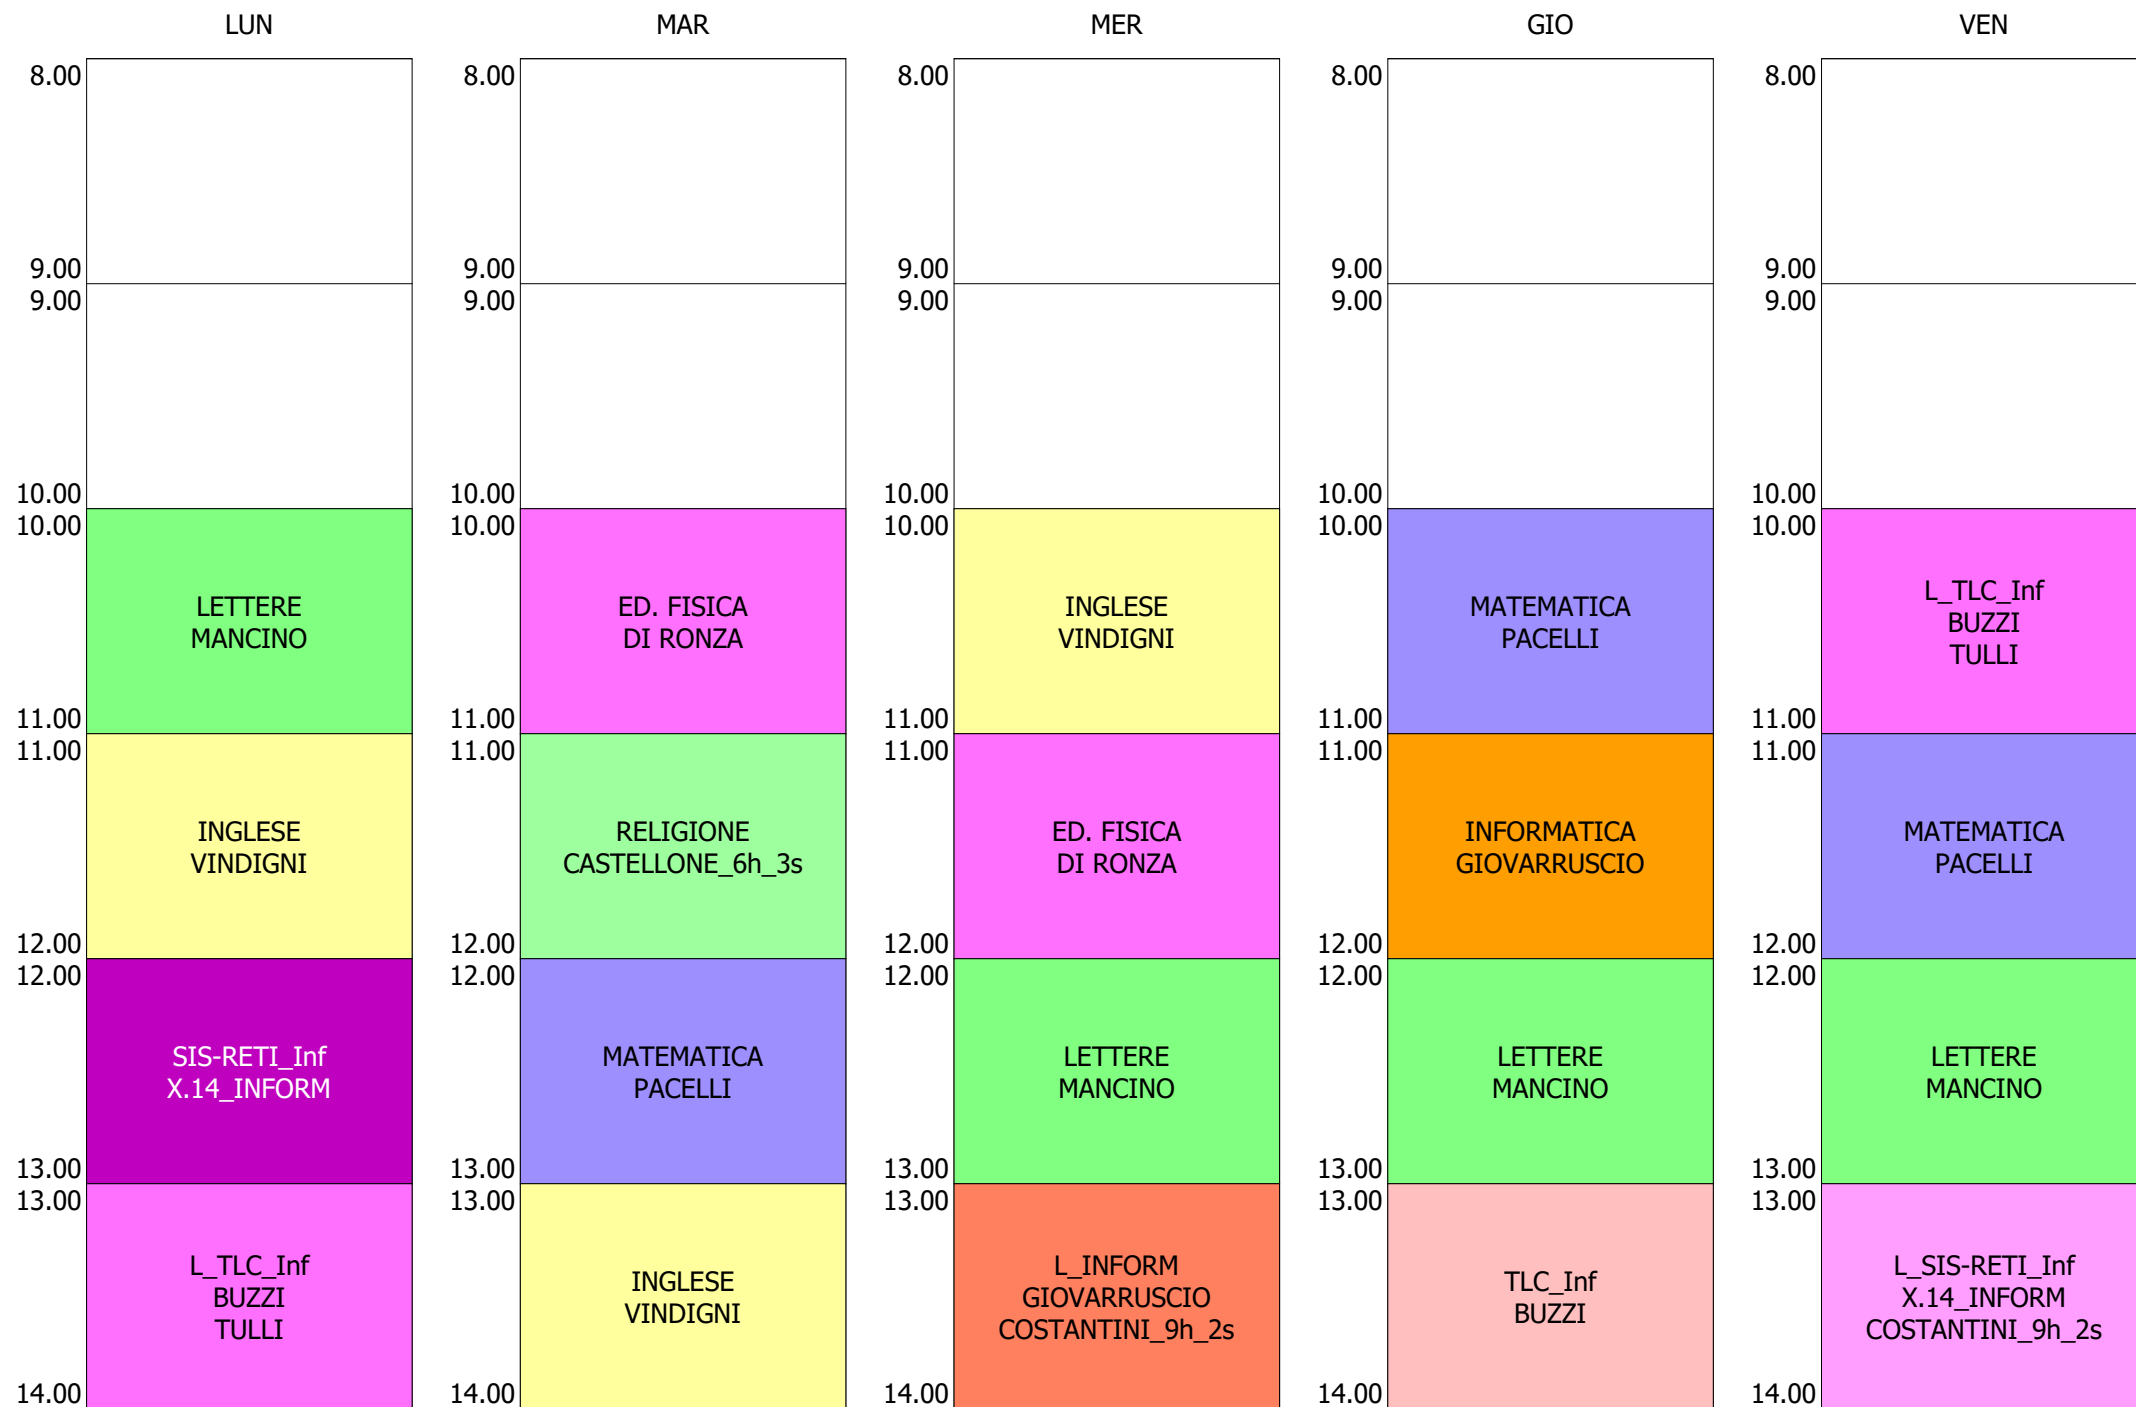 LUN MAR MER GIO VEN
8.00 8.00 8.00 8.00 8.00
9.00 9.00 9.00 9.00 9.00
9.00 9.00 9.00 9.00 9.00
10.00 10.00 10.00 10.00 10.00
10.00 10.00 10.00 10.00 10.00
L_TLC_Inf
LETTERE ED. FISICA INGLESE MATEMATICA BUZZI
MANCINO DI RONZA VINDIGNI PACELLI TULLI
11.00 11.00 11.00 11.00 11.00
11.00 11.00 11.00 11.00 11.00
INGLESE RELIGIONE ED. FISICA INFORMATICA MATEMATICA
VINDIGNI CASTELLONE_6h_3s DI RONZA GIOVARRUSCIO PACELLI
12.00 12.00 12.00 12.00 12.00
12.00 12.00 12.00 12.00 12.00
SIS-RETI_Inf MATEMATICA LETTERE LETTERE LETTERE
X.14_INFORM PACELLI MANCINO MANCINO MANCINO
13.00 13.00 13.00 13.00 13.00
13.00 13.00 13.00 13.00 13.00
L_TLC_Inf INGLESE L_INFORM TLC_Inf L_SIS-RETI_Inf
BUZZI VINDIGNI GIOVARRUSCIO BUZZI X.14_INFORM
TULLI COSTANTINI_9h_2s COSTANTINI_9h_2s
14.00 14.00 14.00 14.00 14.00